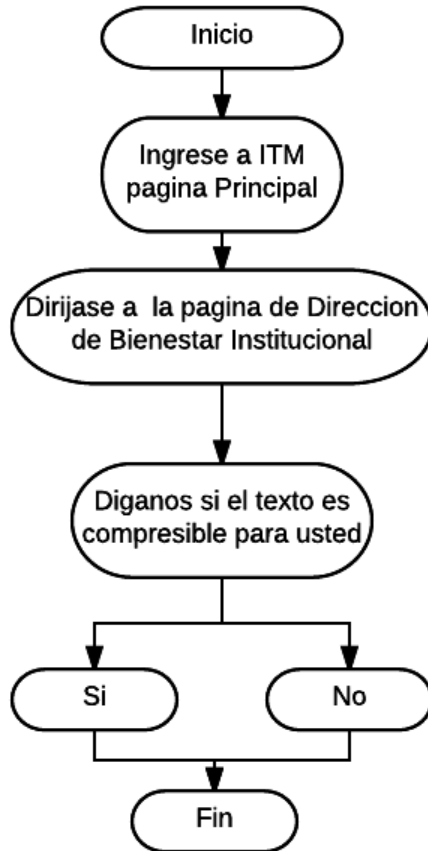 Inicio
Ingrese a ITM
pagina Principal
Dirijase a la pagina de Direccion
de Bienestar Institucional
Diganos si el texto es
compresible para usted
Si
No
Fin